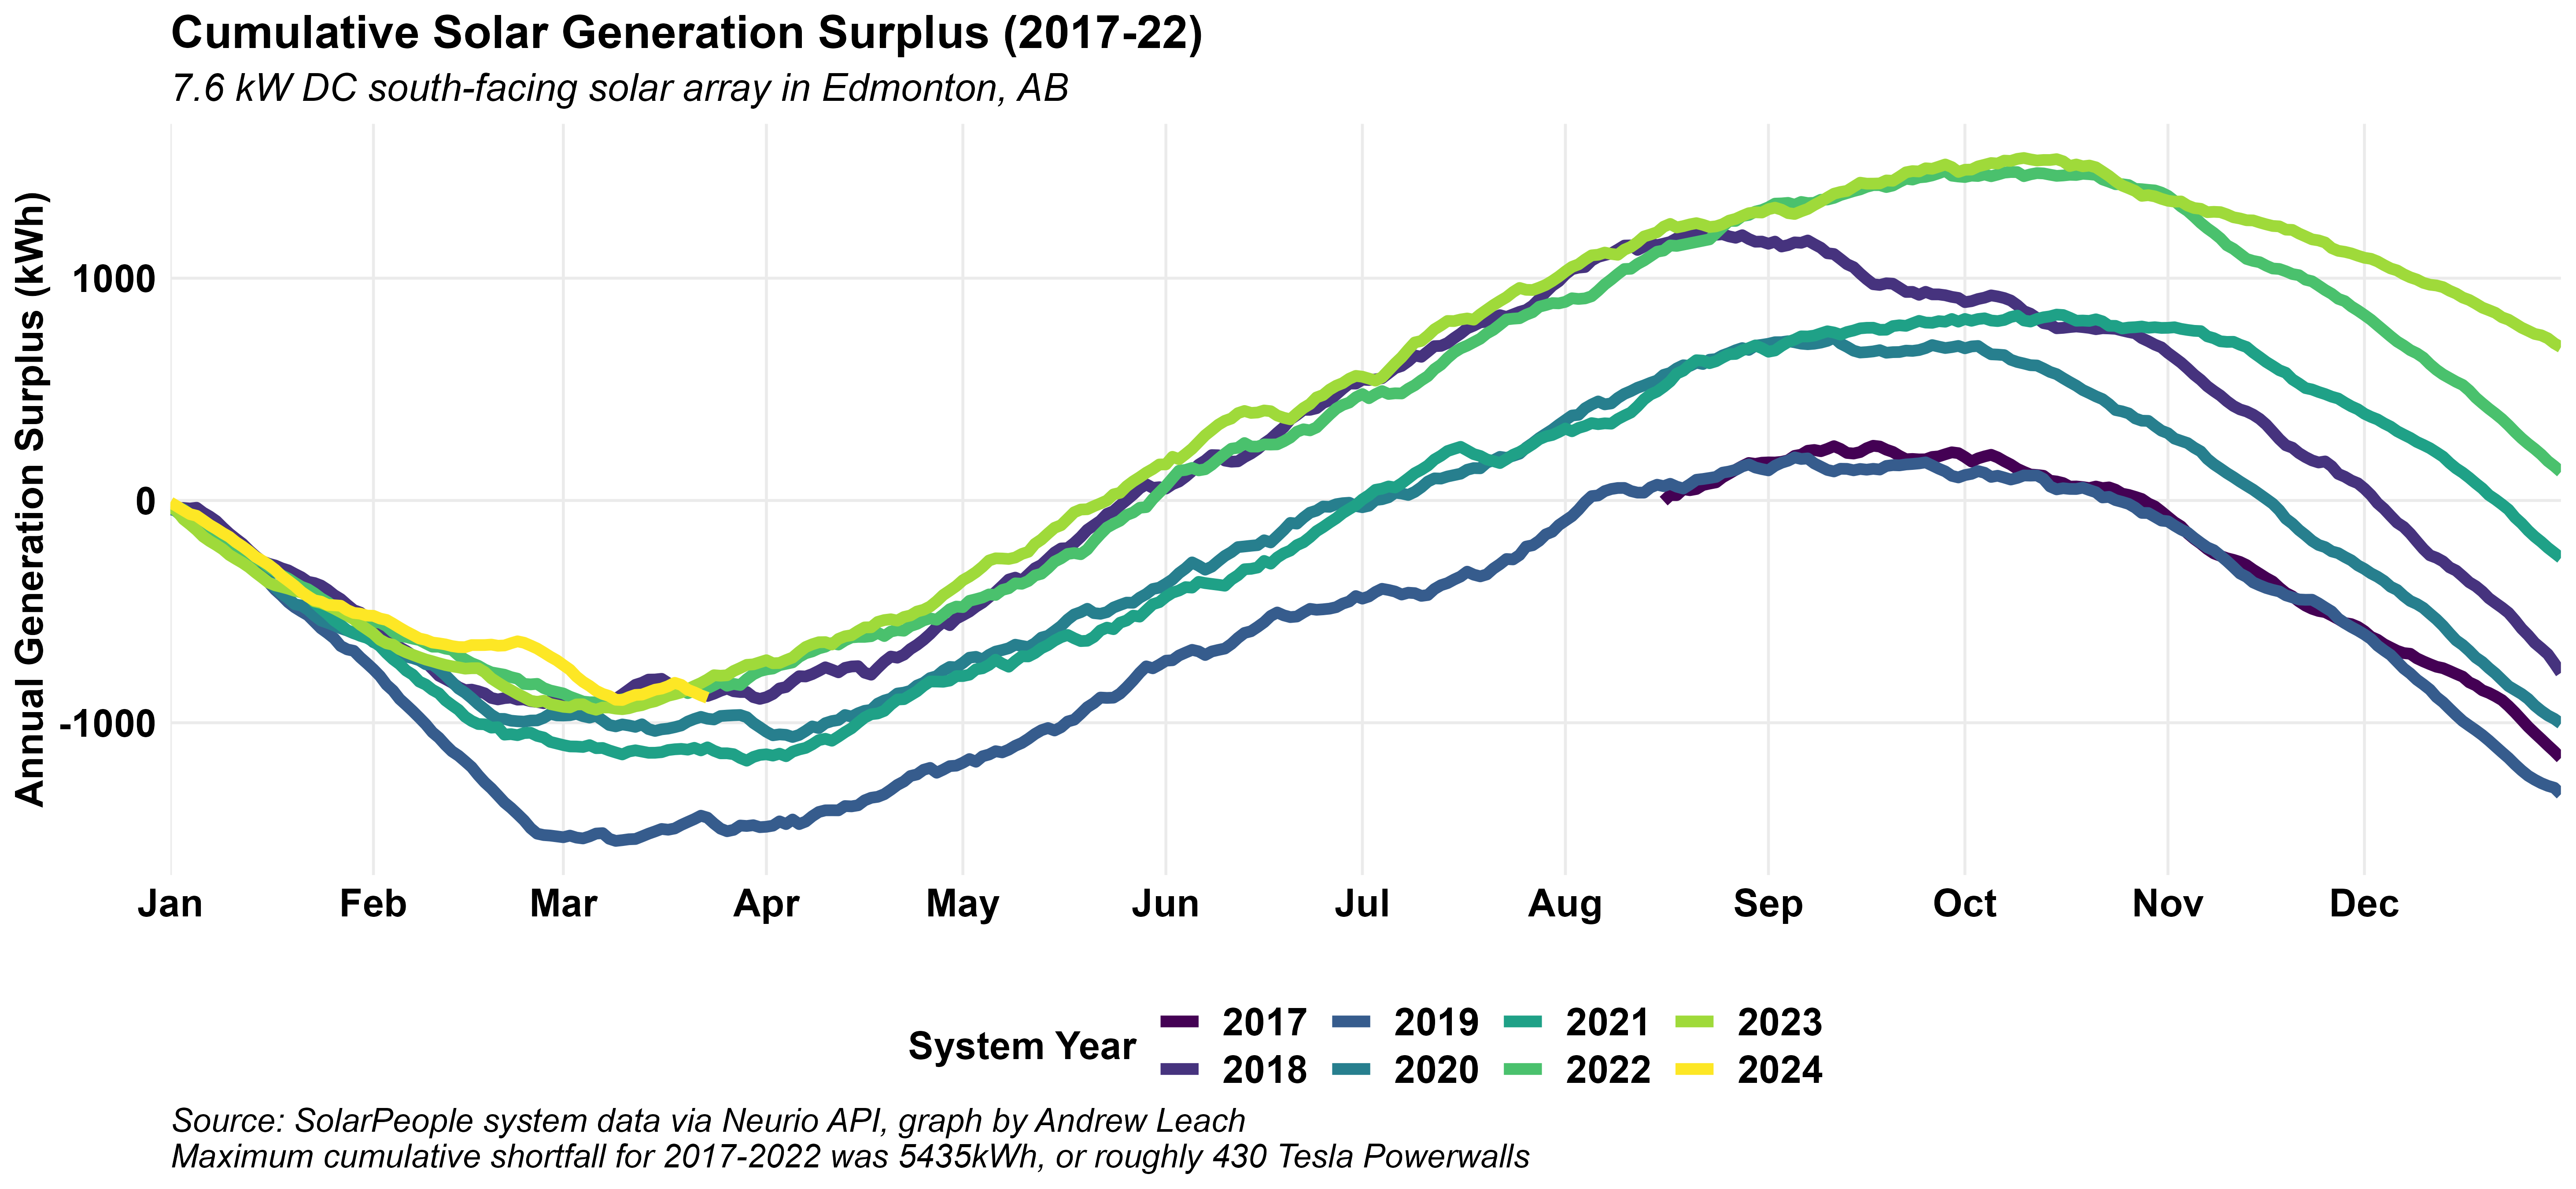 Cumulative Solar Generation Surplus (2017-22)
7.6 kW DC south-facing solar array in Edmonton, AB
Annual Generation Surplus (kWh)
1000
0
-1000
Jan Feb Mar Apr May Jun Jul Aug Sep Oct Nov Dec
System Year
2017 2019 2021 2023
2018 2020 2022 2024
Source: SolarPeople system data via Neurio API, graph by Andrew Leach
Maximum cumulative shortfall for 2017-2022 was 5435kWh, or roughly 430 Tesla Powerwalls